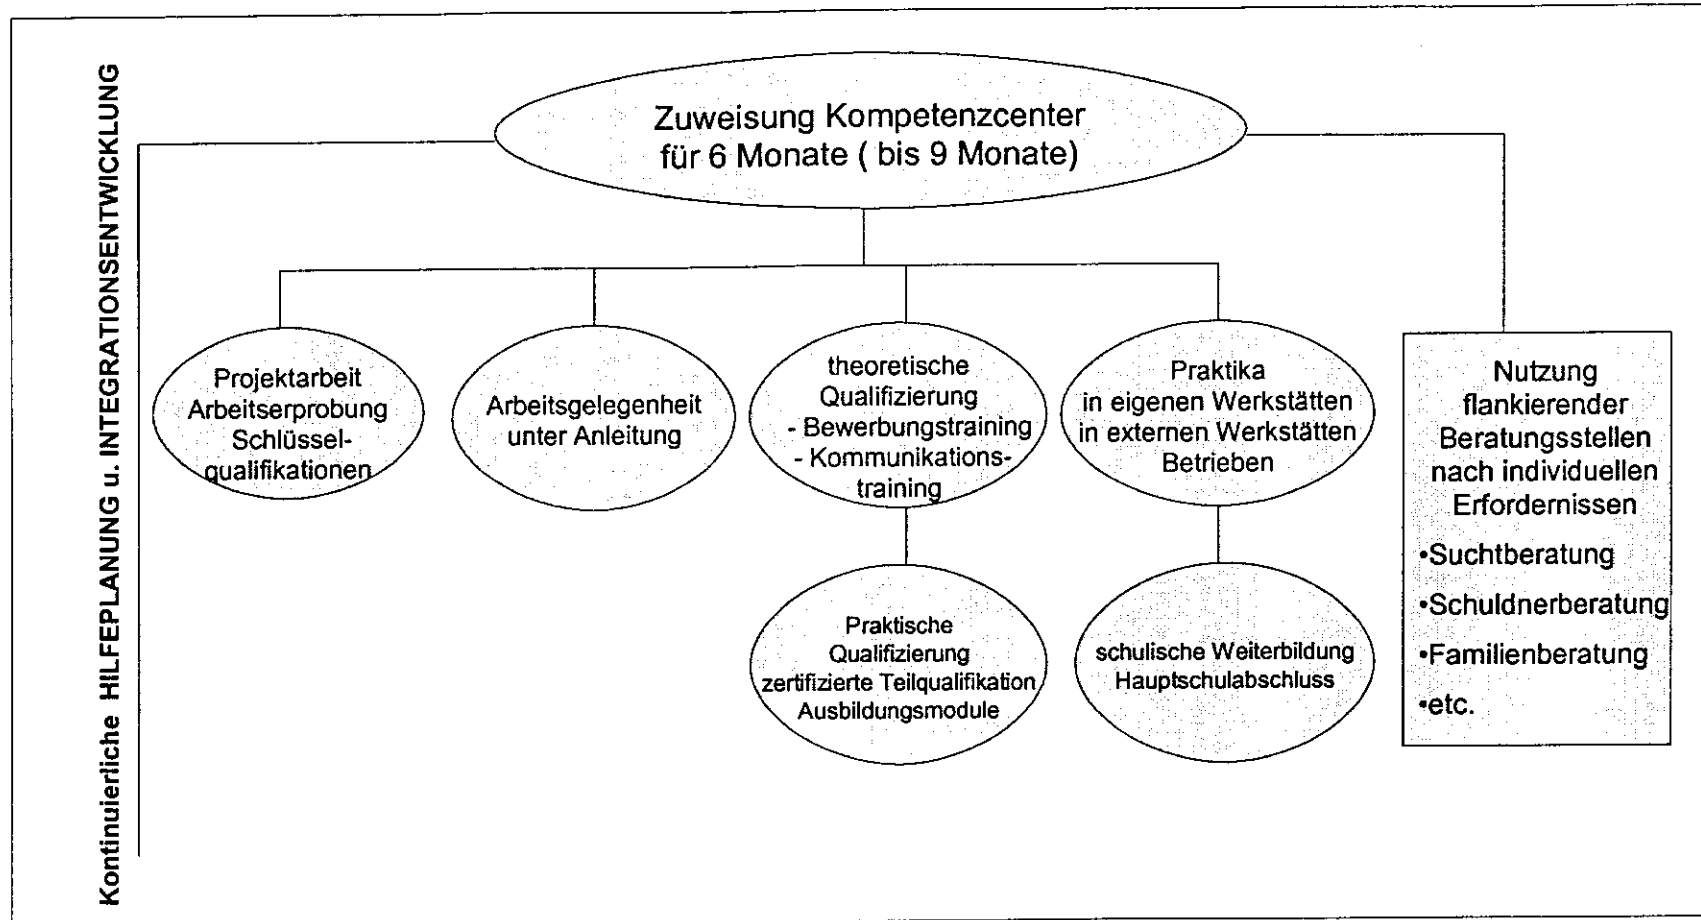 Kontinuierliche HILFEPLANUNG u. INTEGRATIONSENTWICKLUNG
Zuweisung Kompetenzcenter
für 6 Monate ( bis 9 Monate)
Projektarbeit
Arbeitserprobung
Schlüssel-
qualifikationen
Arbeitsgelegenheit
unter Anleitung
theoretische
Qualifizierung
- Bewerbungstraining
- Kommunikations-
training
Praktika
in eigenen Werkstätten
in externen Werkstätten
Betrieben
Praktische
Qualifizierung
zertifizierte Teilqualifikation
Ausbildungsmodule
schulische Weiterbildung
Hauptschulabschluss
Nutzung
flankierender
Beratungsstellen
nach individuellen
Erfordernissen
•Suchtberatung
•Schuldnerberatung
•Familienberatung
•etc.